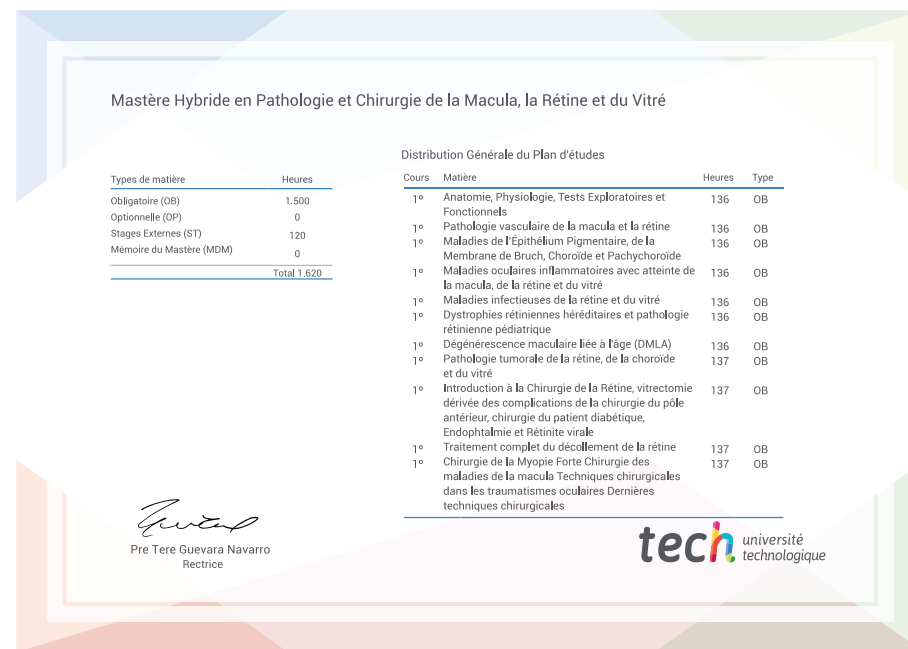 Mastère Hybride en Pathologie et Chirurgie de la Macula, la Rétine et du Vitré
Types de matière Heures
Obligatoire (OB) 1.500
Optionnelle (OP) 0
Stages Externes (ST) 120
Mémoire du Mastère (MDM) 0
Total 1.620
Distribution Générale du Plan d'études
Cours Matière Heures Type
1º Anatomie, Physiologie, Tests Exploratoires et 136 OB
Fonctionnels
1º Pathologie vasculaire de la macula et la rétine 136 OB
1º Maladies de l'Épithélium Pigmentaire, de la 136 OB
Membrane de Bruch, Choroïde et Pachychoroïde
1º Maladies oculaires inflammatoires avec atteinte de 136 OB
la macula, de la rétine et du vitré
1º Maladies infectieuses de la rétine et du vitré 136 OB
1º Dystrophies rétiniennes héréditaires et pathologie 136 OB
rétinienne pédiatrique
1º Dégénérescence maculaire liée à l'âge (DMLA) 136 OB
1º Pathologie tumorale de la rétine, de la choroïde 137 OB
et du vitré
1º Introduction à la Chirurgie de la Rétine, vitrectomie 137 OB
dérivée des complications de la chirurgie du pôle
antérieur, chirurgie du patient diabétique,
Endophtalmie et Rétinite virale
1º Traitement complet du décollement de la rétine 137 OB
1º Chirurgie de la Myopie Forte Chirurgie des 137 OB
maladies de la macula Techniques chirurgicales
dans les traumatismes oculaires Dernières
techniques chirurgicales
Pre Tere Guevara Navarro
Rectrice
tech université
technologique